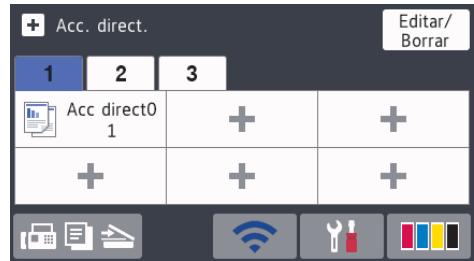 Acc. direct.
Editar/
Borrar
1
2
3
Acc direct0
1